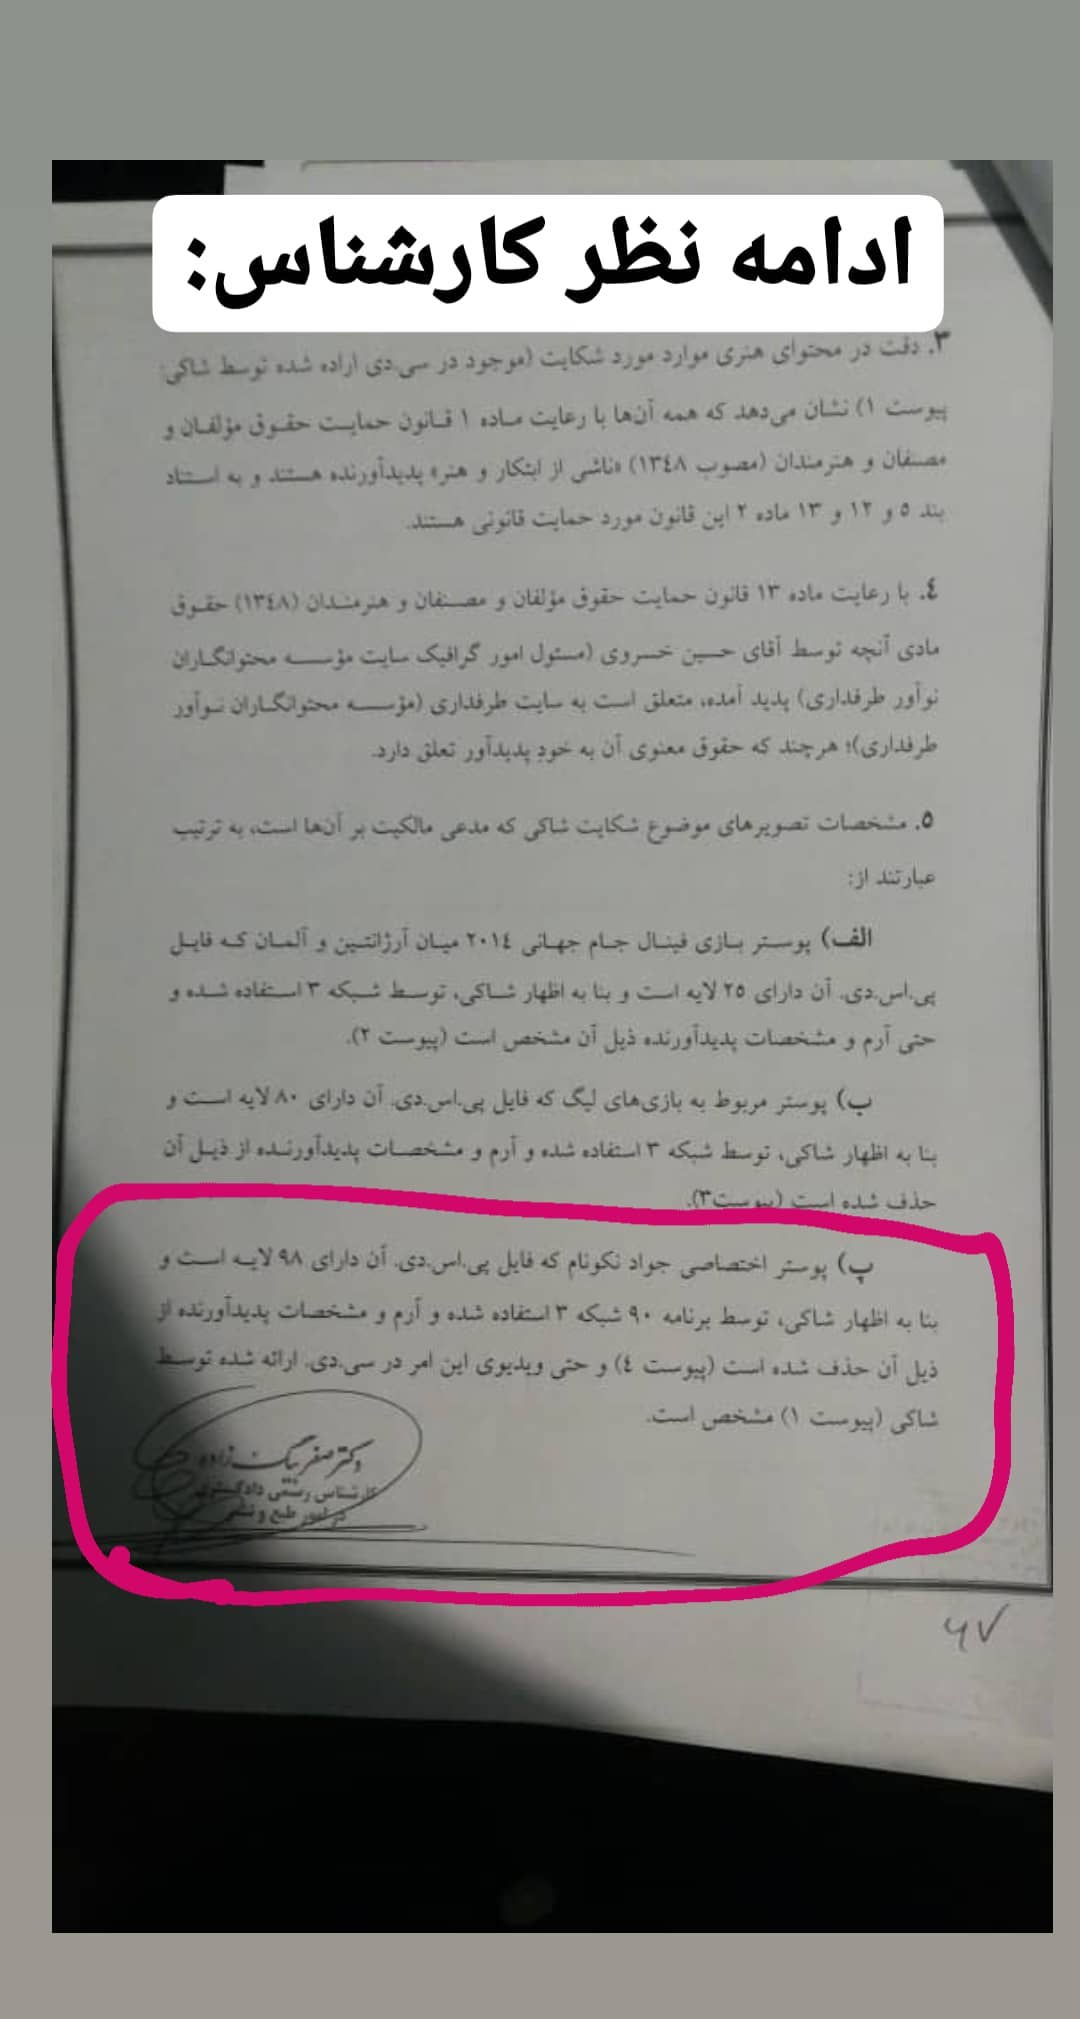 ادامه نظر کارشناس:
۳. دقت در محتوای هنری موارد مورد شکایت (موجود در سی‌دی اراده شده توسط شاکی:
پیوست ۱) نشان می‌دهد که همه آن‌ها با رعایت ماده ۱ قانون حمایت حقوق مؤلفان و
مصنفان و هنرمندان (مصوب ۱۳۴۸) «ناشی از ابتکار و هنر» پدیدآورنده هستند و به استناد
بند ۵ و ۱۲ و ۱۳ ماده ۲ این قانون مورد حمایت قانونی هستند.
۴. با رعایت ماده ۱۳ قانون حمایت حقوق مؤلفان و مصنفان و هنرمندان (۱۳۴۸) حقوق
مادی آنچه توسط آقای حسین خسروی (مسئول امور گرافیک سایت مؤسسه محتوانگاران
نوآور طرفداری) پدید آمده، متعلق است به سایت طرفداری (مؤسسه محتوانگاران نوآور
طرفداری)؛ هرچند که حقوق معنوی آن به خودِ پدیدآور تعلق دارد.
۵. مشخصات تصویرهای موضوع شکایت شاکی که مدعی مالکیت بر آن‌ها است، به ترتیب
عبارتند از:
الف) پوستر بازی فینال جام جهانی ۲۰۱۴ میان آرژانتین و آلمان که فایل
پی.اس.دی. آن دارای ۲۵ لایه است و بنا به اظهار شاکی، توسط شبکه ۳ استفاده شده و
حتی آرم و مشخصات پدیدآورنده ذیل آن مشخص است (پیوست ۲).
ب) پوستر مربوط به بازی‌های لیگ که فایل پی.اس.دی. آن دارای ۸۰ لایه است و
بنا به اظهار شاکی، توسط شبکه ۳ استفاده شده و آرم و مشخصات پدیدآورنده از ذیل آن
حذف شده است (پیوست۳).
پ) پوستر اختصاصی جواد نکونام که فایل پی.اس.دی. آن دارای ۹۸ لایه است و
بنا به اظهار شاکی، توسط برنامه ۹۰ شبکه ۳ استفاده شده و آرم و مشخصات پدیدآورنده از
ذیل آن حذف شده است (پیوست ۴) و حتی ویدیوی این امر در سی.دی. ارائه شده توسط
شاکی (پیوست ۱) مشخص است.
دکتر صفر بیگ زاده
کارشناس رسمی دادگستری
در امور طبع و نشر
۶۷